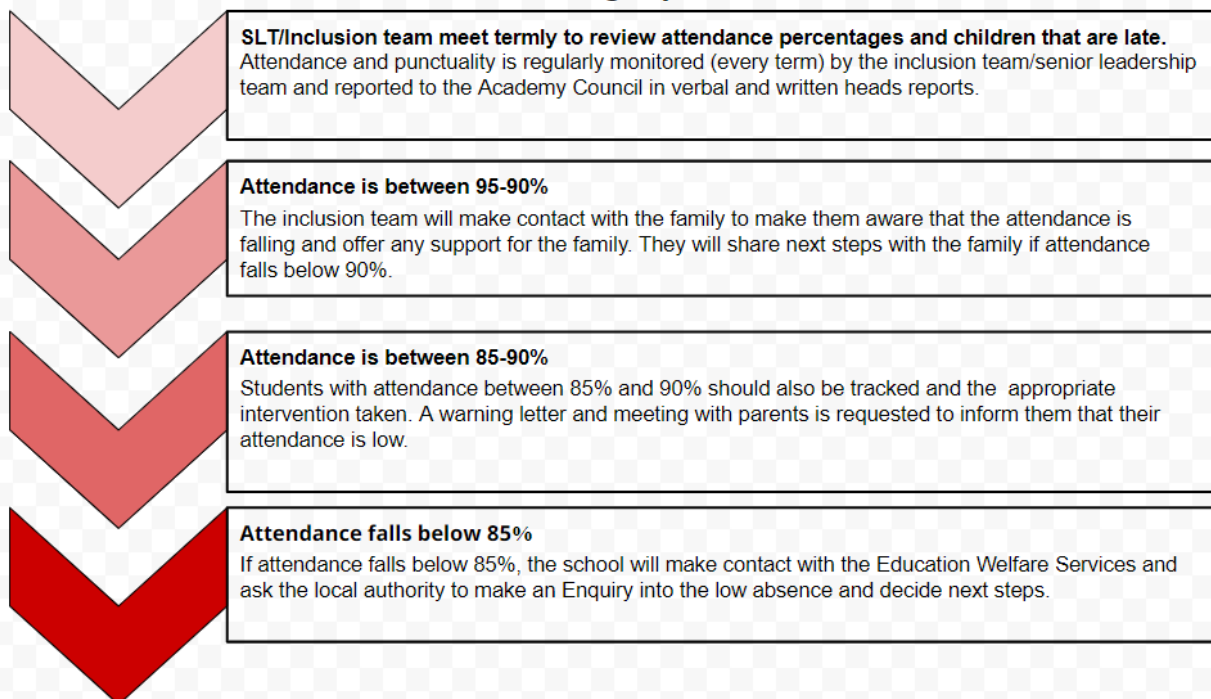 SLT/Inclusion team meet termly to review attendance percentages and children that are late.
Attendance and punctuality is regularly monitored (every term) by the inclusion team/senior leadership
team and reported to the Academy Council in verbal and written heads reports.
Attendance is between 95-90%
The inclusion team will make contact with the family to make them aware that the attendance is
falling and offer any support for the family. They will share next steps with the family if attendance
falls below 90%.
Attendance is between 85-90%
Students with attendance between 85% and 90% should also be tracked and the  appropriate
intervention taken. A warning letter and meeting with parents is requested to inform them that their
attendance is low.
Attendance falls below 85%
If attendance falls below 85%, the school will make contact with the Education Welfare Services and
ask the local authority to make an Enquiry into the low absence and decide next steps.